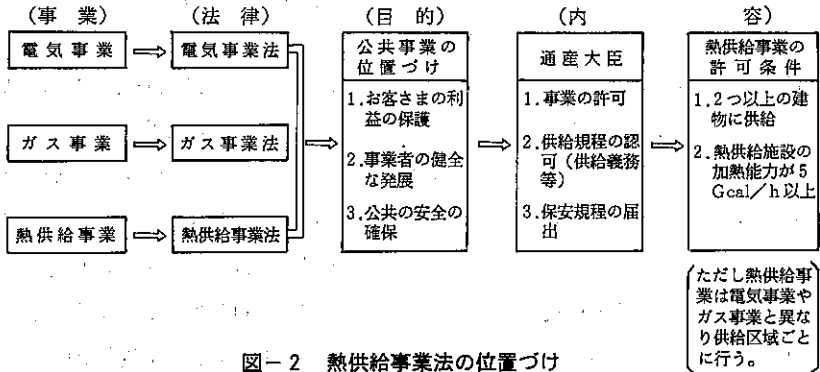 (事　業)
(法　律)
(目　的)
(内
容)
電気事業
電気事業法
ガス事業
ガス事業法
熱供給事業
熱供給事業法
公共事業の
位置づけ
1.お客さまの利
益の保護
2.事業者の健全
な発展
3.公共の安全の
確保
通産大臣
1.事業の許可
2.供給規程の認
可（供給義務
等）
3.保安規程の届
出
熱供給事業の
許可条件
1.2つ以上の建
物に供給
2.熱供給施設の
加熱能力が5
Gcal／h以上
ただし熱供給事
業は電気事業や
ガス事業と異な
り供給区域ごと
に行う。
図－2　熱供給事業法の位置づけ